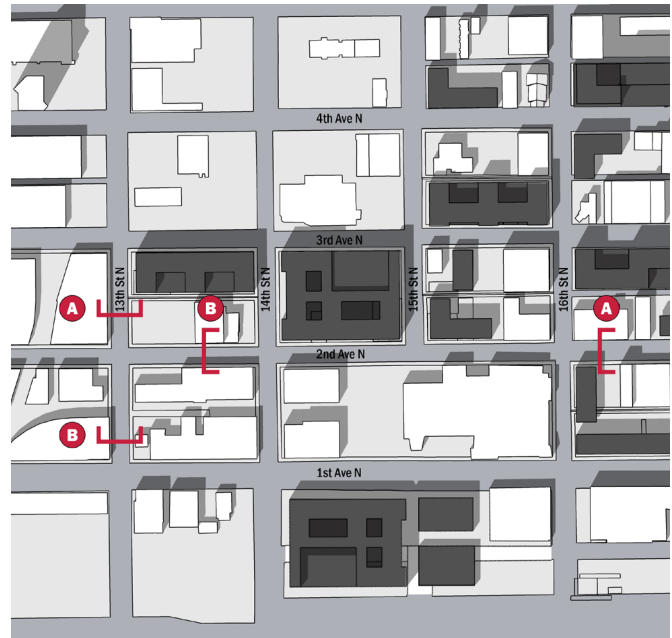 4th Ave N
3rd Ave N
A
13th St N
B
14th St N
15th St N
16th St N
A
2nd Ave N
B
1st Ave N